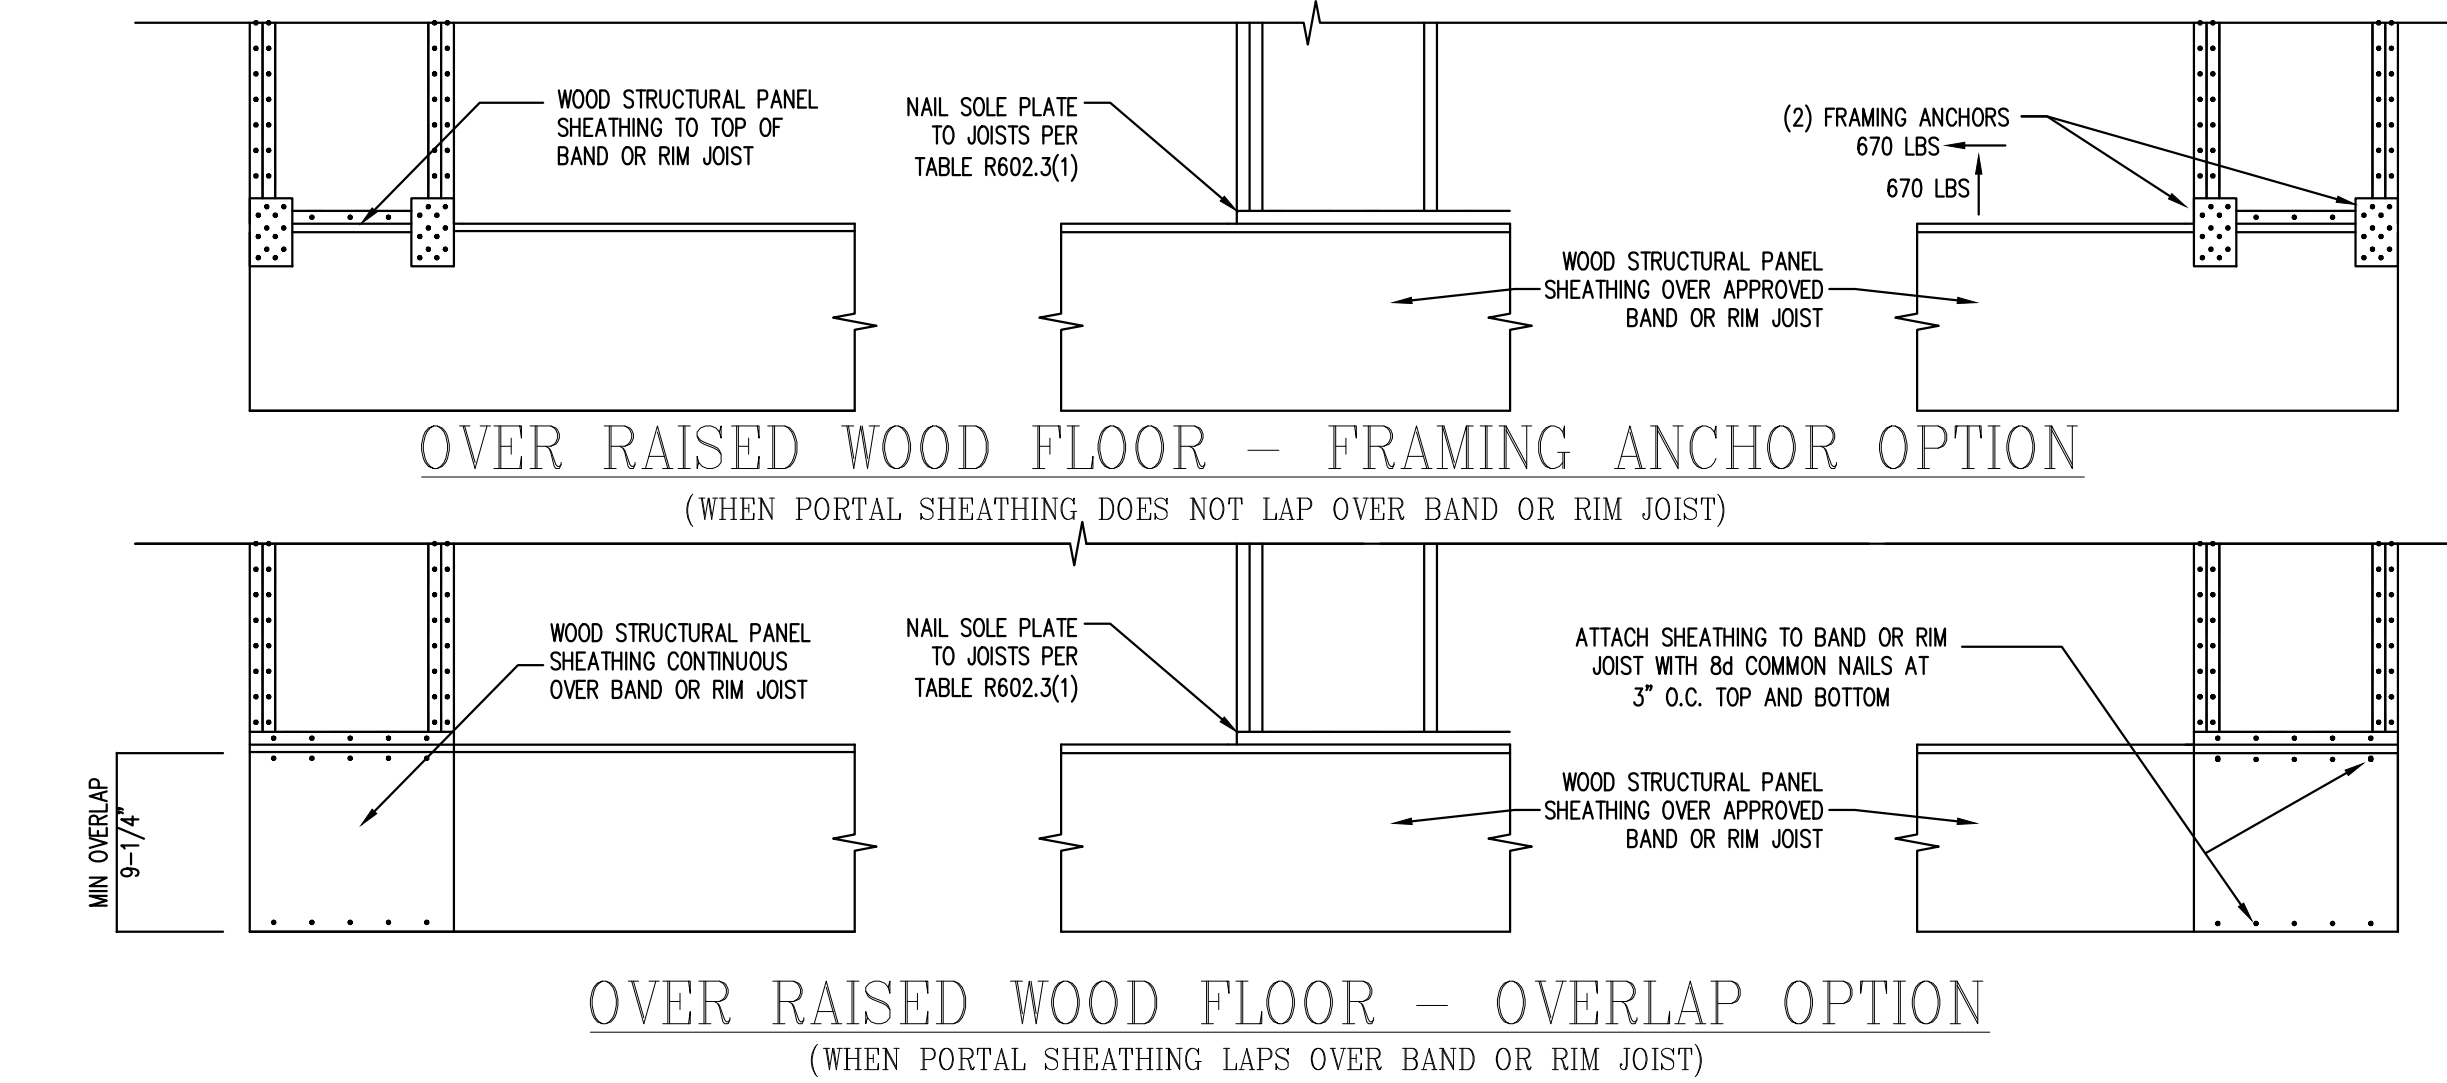 WOOD STRUCTURAL PANEL
SHEATHING TO TOP OF
BAND OR RIM JOIST
NAIL SOLE PLATE
TO JOISTS PER
TABLE R602.3(1)
(2) FRAMING ANCHORS
670 LBS
670 LBS
WOOD STRUCTURAL PANEL
SHEATHING OVER APPROVED
BAND OR RIM JOIST
OVER RAISED WOOD FLOOR – FRAMING ANCHOR OPTION
(WHEN PORTAL SHEATHING DOES NOT LAP OVER BAND OR RIM JOIST)
WOOD STRUCTURAL PANEL
SHEATHING CONTINUOUS
OVER BAND OR RIM JOIST
NAIL SOLE PLATE
TO JOISTS PER
TABLE R602.3(1)
ATTACH SHEATHING TO BAND OR RIM
JOIST WITH 8d COMMON NAILS AT
3" O.C. TOP AND BOTTOM
MIN OVERLAP
9-1/4"
WOOD STRUCTURAL PANEL
SHEATHING OVER APPROVED
BAND OR RIM JOIST
OVER RAISED WOOD FLOOR – OVERLAP OPTION
(WHEN PORTAL SHEATHING LAPS OVER BAND OR RIM JOIST)